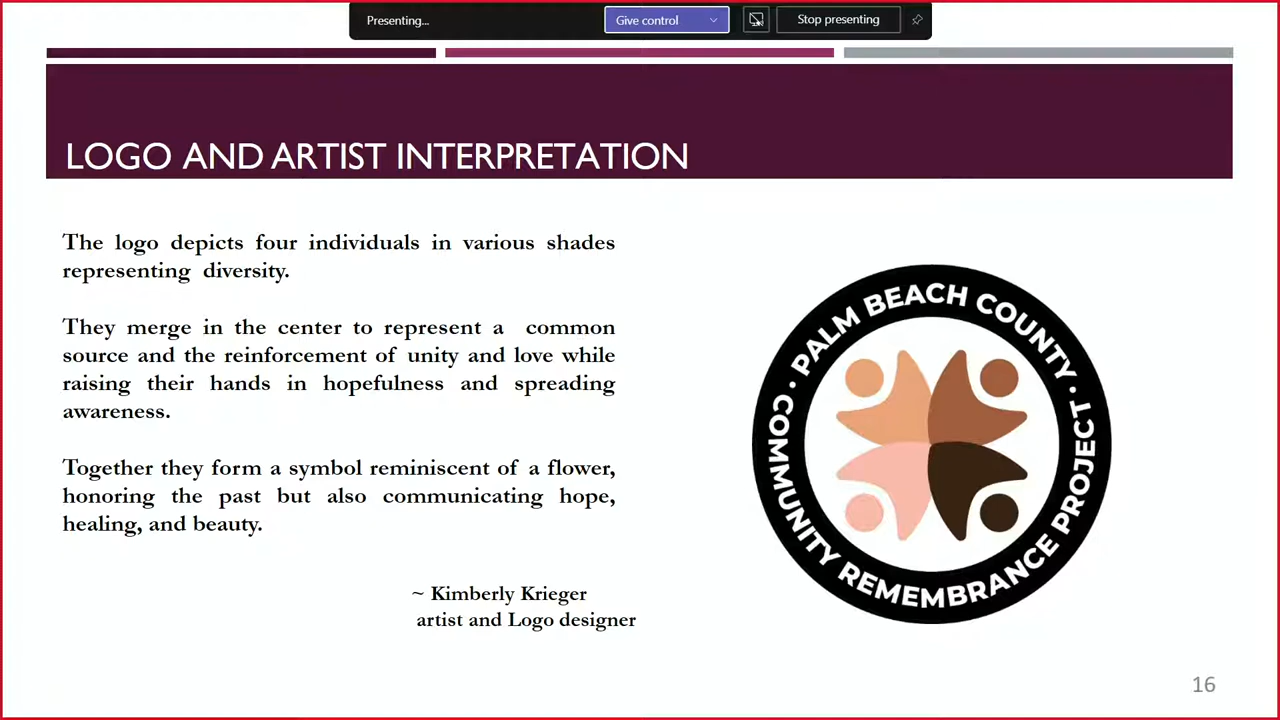 Presenting...
Give control
Stop presenting
LOGO AND ARTIST INTERPRETATION
The logo depicts four individuals in various shades
representing diversity.
They merge in the center to represent a common
source and the reinforcement of unity and love while
raising their hands in hopefulness and spreading
awareness.
Together they form a symbol reminiscent of a flower,
honoring the past but also communicating hope,
healing, and beauty.
~ Kimberly Krieger
artist and Logo designer
• PALM BEACH COUNTY •
COMMUNITY REMEMBRANCE PROJECT
16